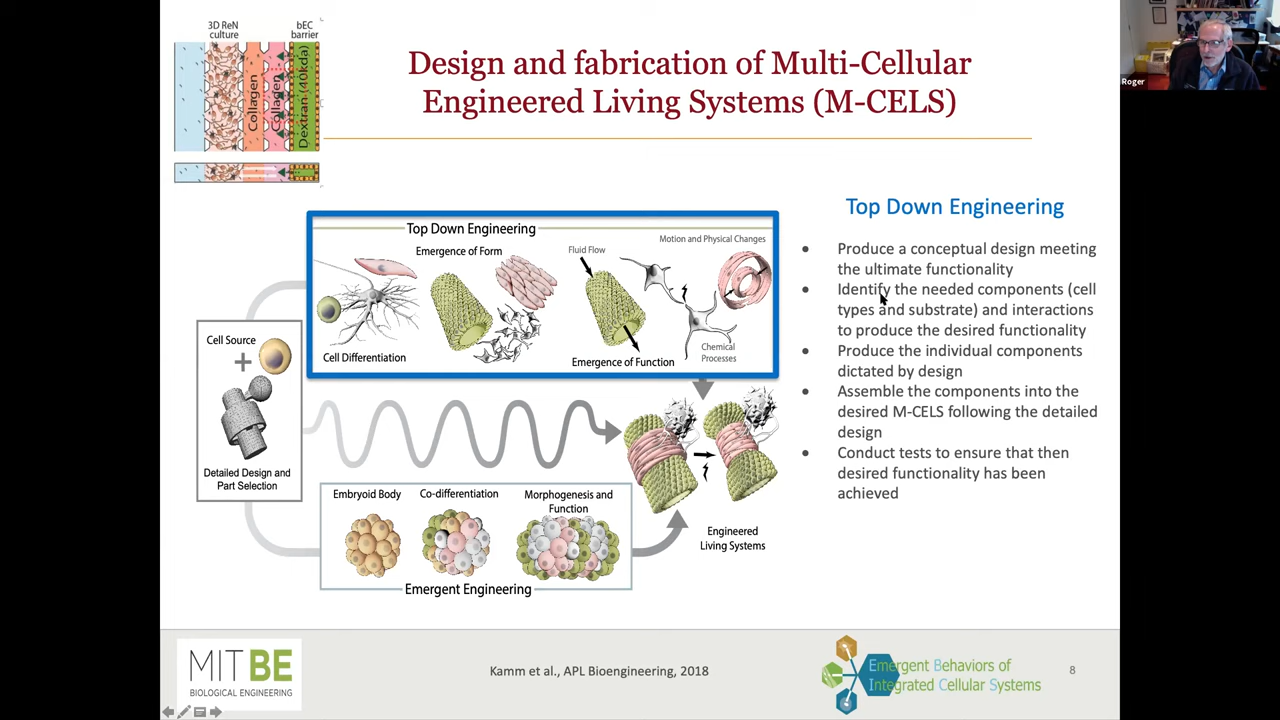 3D ReN
culture
bEC
barrier
Collagen
Collagen
Dextran (40kda)
Design and fabrication of Multi-Cellular
Engineered Living Systems (M-CELS)
Roger
Top Down Engineering
Emergence of Form
Fluid Flow
Motion and Physical Changes
Cell Differentiation
Emergence of Function
Chemical
Processes
Cell Source
+
Detailed Design and
Part Selection
Embryoid Body
Co-differentiation
Morphogenesis and
Function
Emergent Engineering
Engineered
Living Systems
Top Down Engineering
• Produce a conceptual design meeting
the ultimate functionality
• Identify the needed components (cell
types and substrate) and interactions
to produce the desired functionality
• Produce the individual components
dictated by design
• Assemble the components into the
desired M-CELS following the detailed
design
• Conduct tests to ensure that then
desired functionality has been
achieved
MIT BE
BIOLOGICAL ENGINEERING
Kamm et al., APL Bioengineering, 2018
Emergent Behaviors of
Integrated Cellular Systems
8